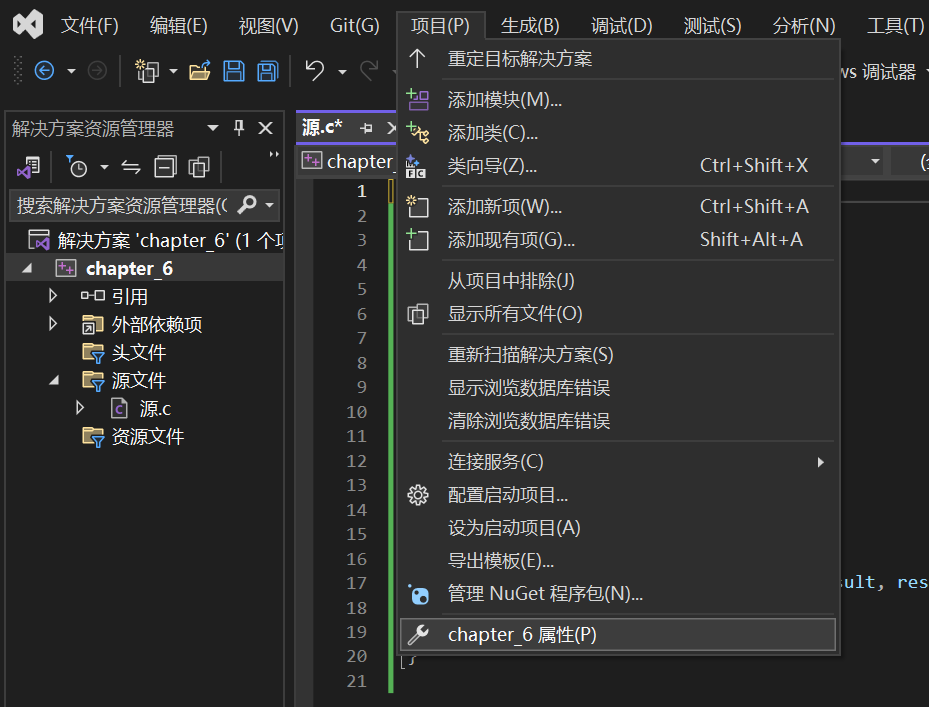 文件(F) 编辑(E) 视图(V) Git(G) 项目(P) 生成(B) 调试(D) 测试(S) 分析(N) 工具(T)
重定目标解决方案
调试器
添加模块(M)...
解决方案资源管理器
源.c*
添加类(C)...
chapter_
类向导(Z)... Ctrl+Shift+X
搜索解决方案资源管理器(
添加新项(W)... Ctrl+Shift+A
解决方案 'chapter_6' (1 个
添加现有项(G)... Shift+Alt+A
chapter_6
从项目中排除(J)
引用
显示所有文件(O)
外部依赖项
头文件
重新扫描解决方案(S)
源文件
显示浏览数据库错误
源.c
清除浏览数据库错误
资源文件
连接服务(C)
配置启动项目...
设为启动项目(A)
导出模板(E)...
管理 NuGet 程序包(N)...
ult, res
chapter_6 属性(P)
1
2
3
4
5
6
7
8
9
10
11
12
13
14
15
16
17
18
19
20 }
21